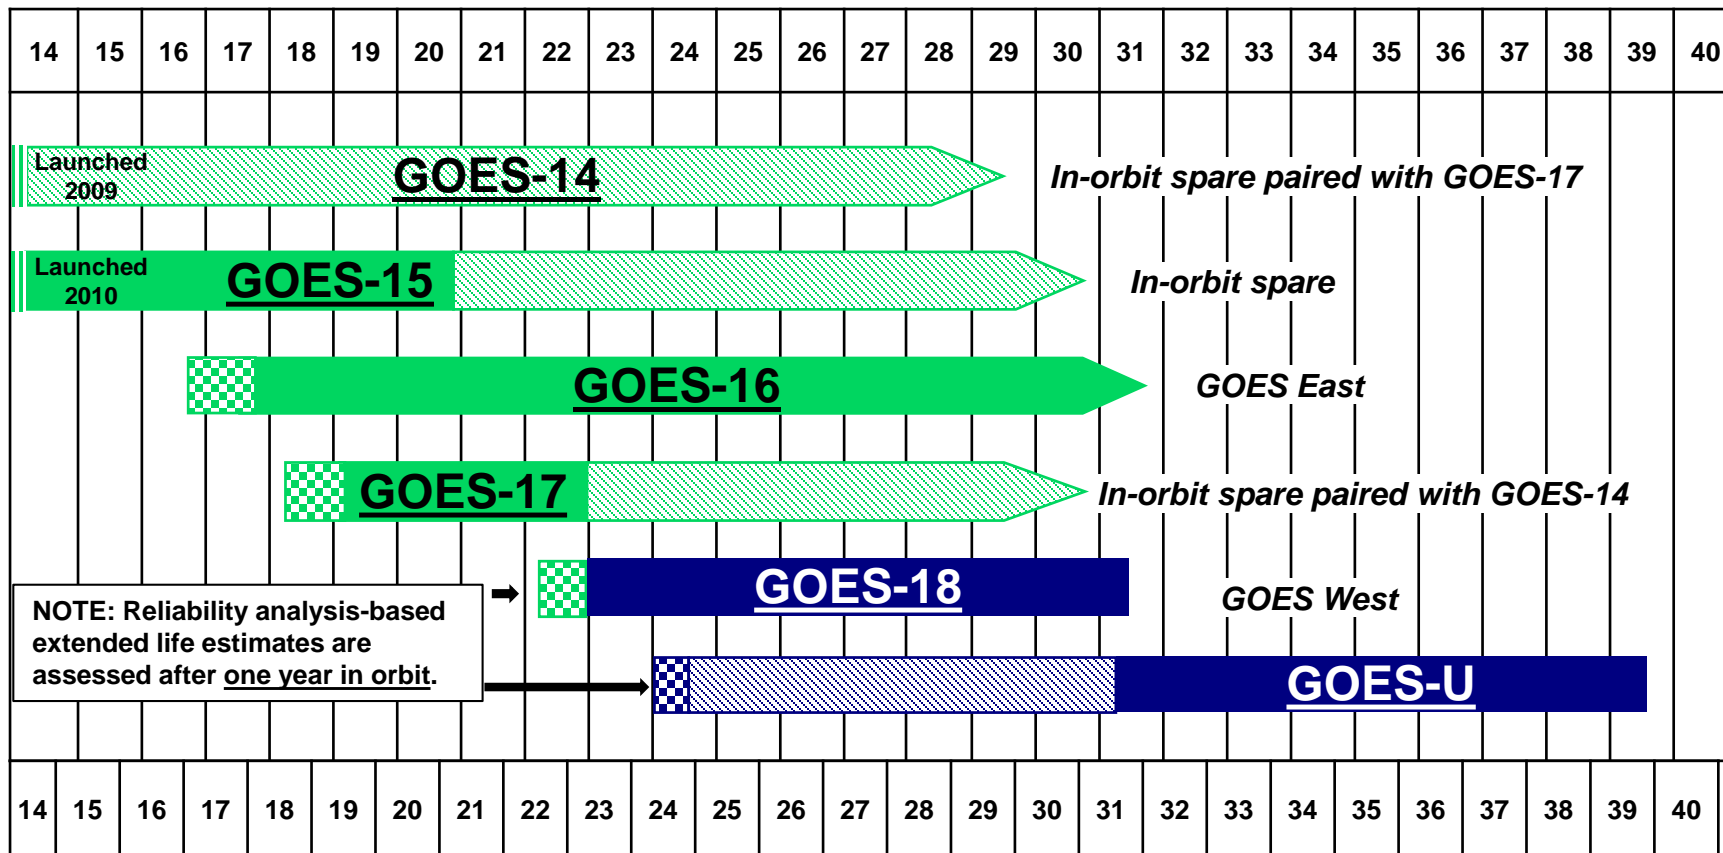 14 15 16 17 18 19 20 21 22 23 24 25 26 27 28 29 30 31 32 33 34 35 36 37 38 39 40
Launched
2009
GOES-14
In-orbit spare paired with GOES-17
Launched
2010
GOES-15
In-orbit spare
GOES-16
GOES East
GOES-17
In-orbit spare paired with GOES-14
GOES-18
GOES West
NOTE: Reliability analysis-based
extended life estimates are
assessed after one year in orbit.
GOES-U
14 15 16 17 18 19 20 21 22 23 24 25 26 27 28 29 30 31 32 33 34 35 36 37 38 39 40